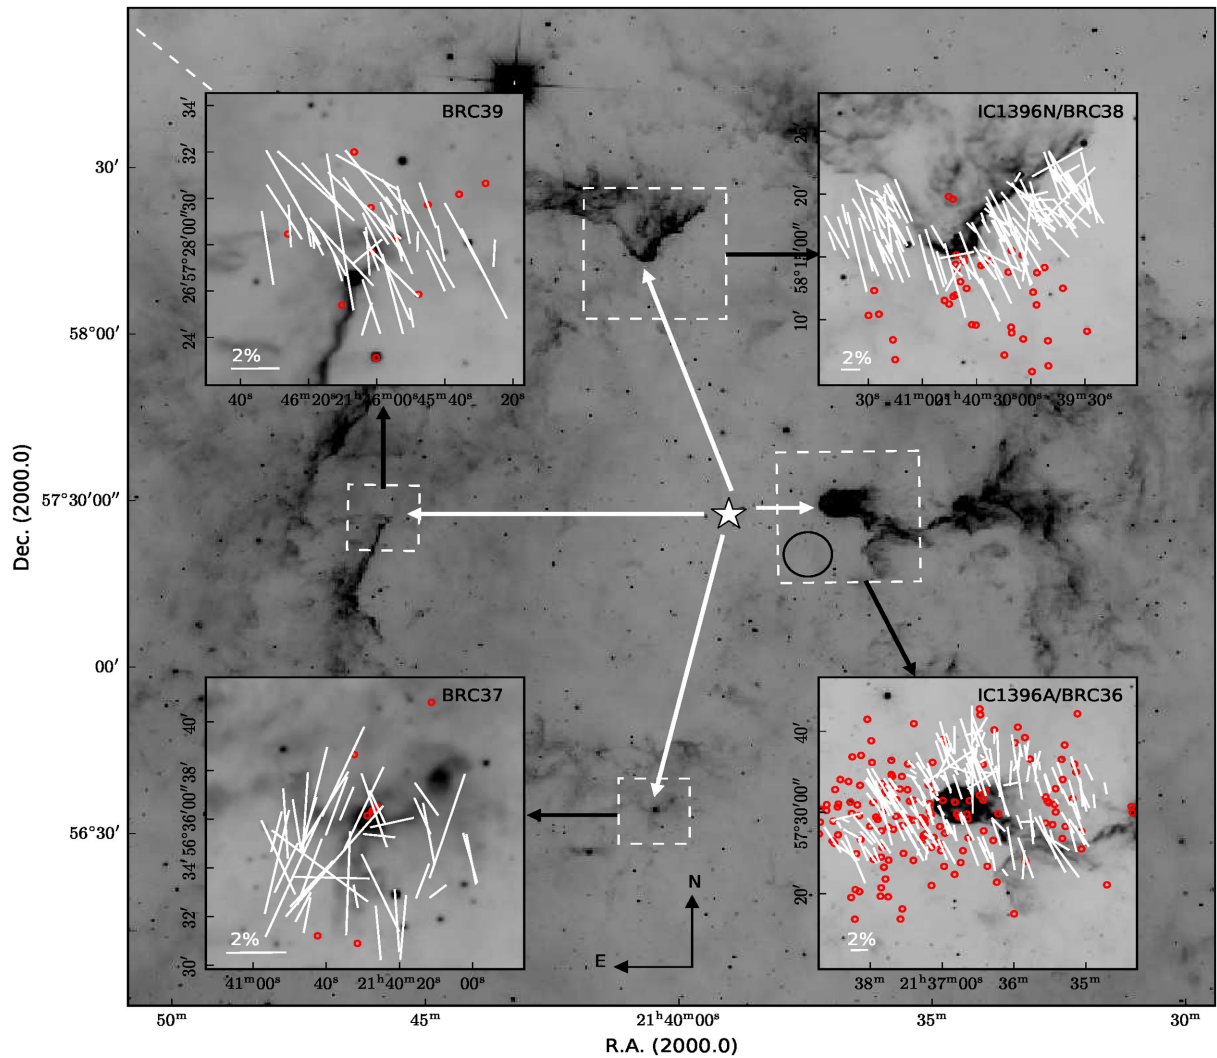 BRC39
34′
32′
30′
26°57′28′00″
26′
24′
2%
40ˢ
46ᵐ20ˢ
21ʰ46ᵐ00ˢ
45ᵐ40ˢ
20ˢ
IC1396N/BRC38
20′
58°15′00″
10′
2%
30ˢ
41ᵐ00ˢ
21ʰ40ᵐ30ˢ
00ˢ
39ᵐ30ˢ
30′
58°00′
57°30′00″
00′
56°30′
Dec. (2000.0)
BRC37
40′
38′
56°36′00″
34′
32′
30′
2%
41ᵐ00ˢ
40ˢ
21ʰ40ᵐ20ˢ
00ˢ
N
E
IC1396A/BRC36
40′
57°30′00″
20′
2%
38ᵐ
21ʰ37ᵐ00ˢ
36ᵐ
35ᵐ
50ᵐ
45ᵐ
21ʰ40ᵐ00ˢ
35ᵐ
30ᵐ
R.A. (2000.0)